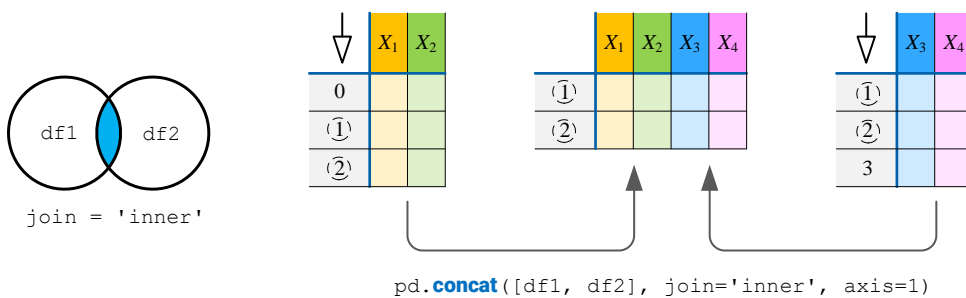 df1 df2
join = 'inner'
X1 X2
0
1
2
X1 X2 X3 X4
1
2
X3 X4
1
2
3
pd.concat([df1, df2], join='inner', axis=1)